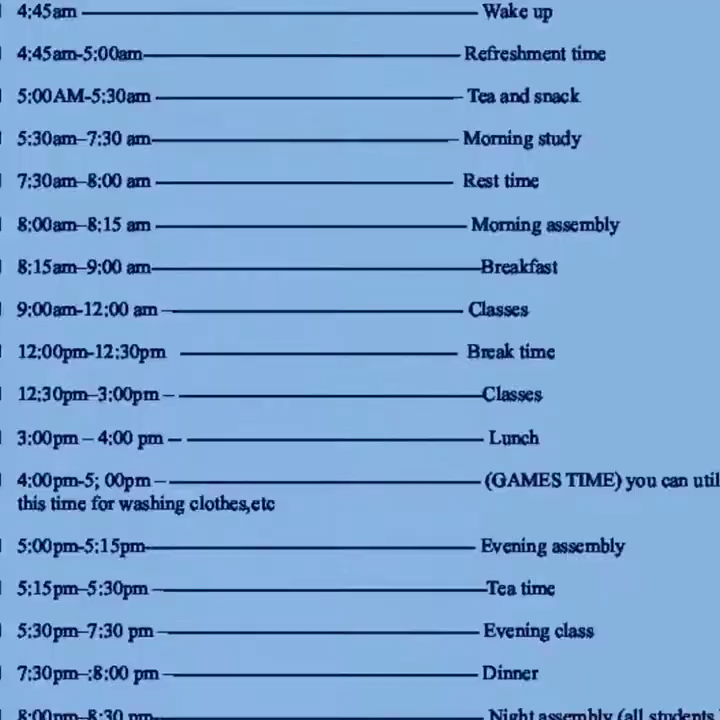 4:45am Wake up
4:45am-5:00am Refreshment time
5:00AM-5:30am Tea and snack
5:30am–7:30 am Morning study
7:30am–8:00 am Rest time
8:00am–8:15 am Morning assembly
8:15am–9:00 am Breakfast
9:00am-12:00 am – Classes
12:00pm-12:30pm Break time
12:30pm–3:00pm – Classes
3:00pm – 4:00 pm – Lunch
4:00pm-5; 00pm – (GAMES TIME) you can util
this time for washing clothes,etc
5:00pm-5:15pm Evening assembly
5:15pm–5:30pm – Tea time
5:30pm–7:30 pm – Evening class
7:30pm–:8:00 pm – Dinner
8:00pm–8:30 pm Night assembly (all students